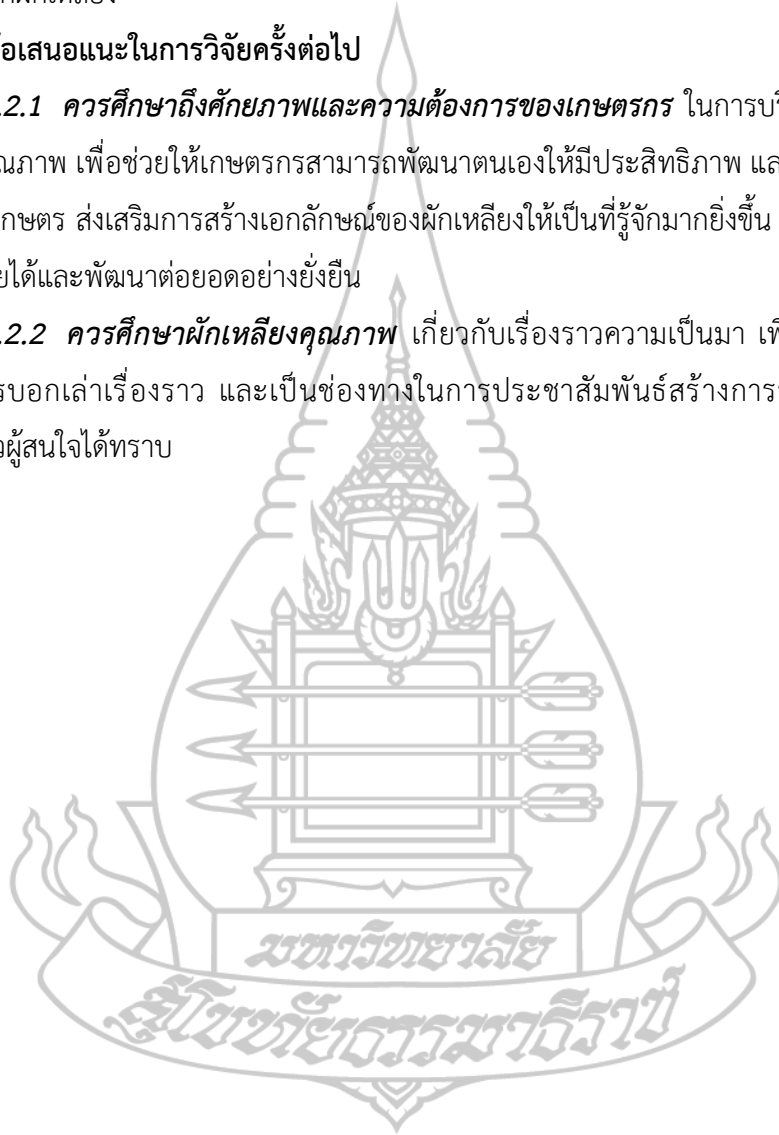 ข้อเสนอแนะในการวิจัยครั้งต่อไป
.2.1 ควรศึกษาถึงศักยภาพและความต้องการของเกษตรกร ในการบริ
ณภาพ เพื่อช่วยให้เกษตรกรสามารถพัฒนาตนเองให้มีประสิทธิภาพ แล
กษตร ส่งเสริมการสร้างเอกลักษณ์ของผักเหลียงให้เป็นที่รู้จักมากยิ่งขึ้น
ยได้และพัฒนาต่อยอดอย่างยั่งยืน
.2.2 ควรศึกษาผักเหลียงคุณภาพ เกี่ยวกับเรื่องราวความเป็นมา เพื
รบอกเล่าเรื่องราว และเป็นช่องทางในการประชาสัมพันธ์สร้างการ
วผู้สนใจได้ทราบ
มหาวิทยาลัย
สุโขทัยธรรมาธิราช